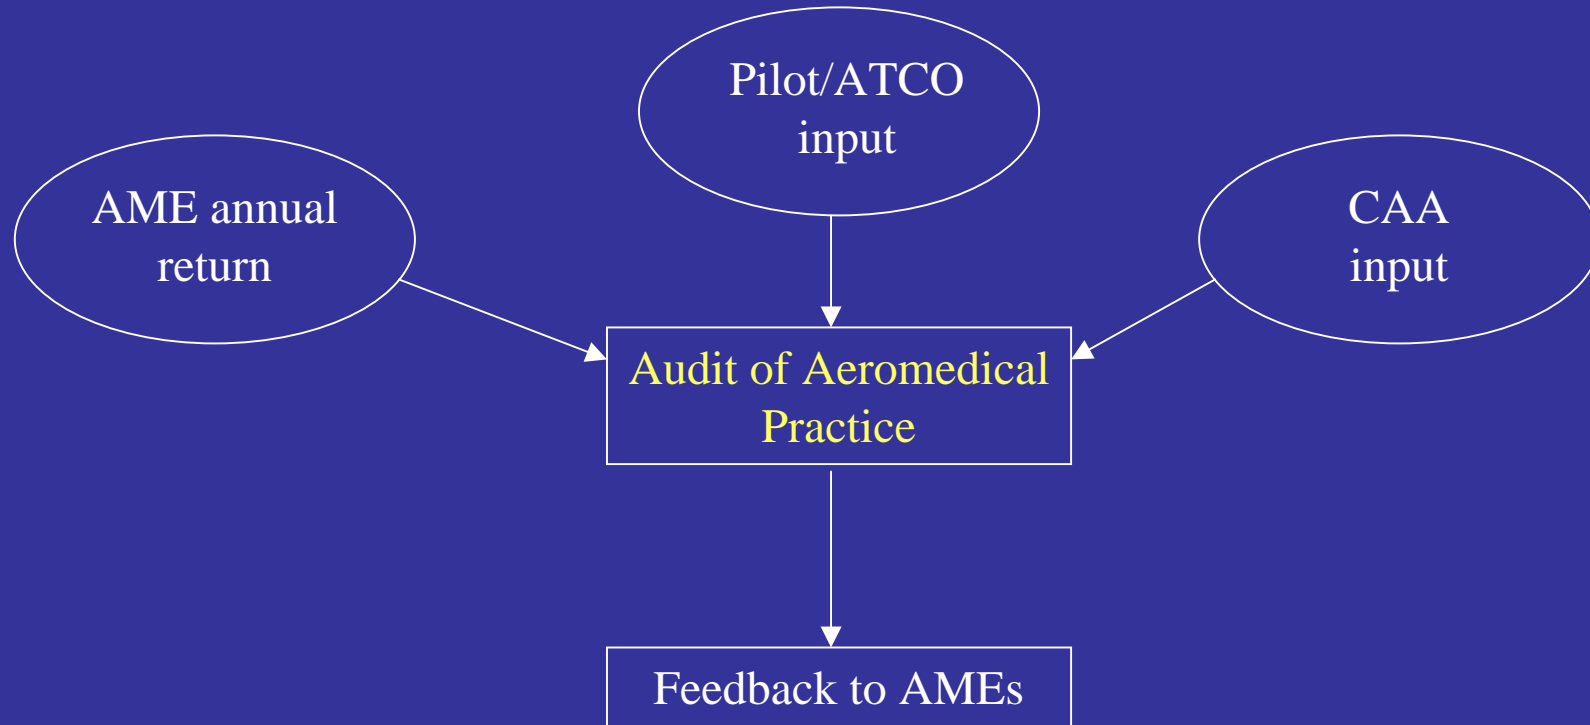 Pilot/ATCO
input
AME annual
return
CAA
input
Audit of Aeromedical
Practice
Feedback to AMEs